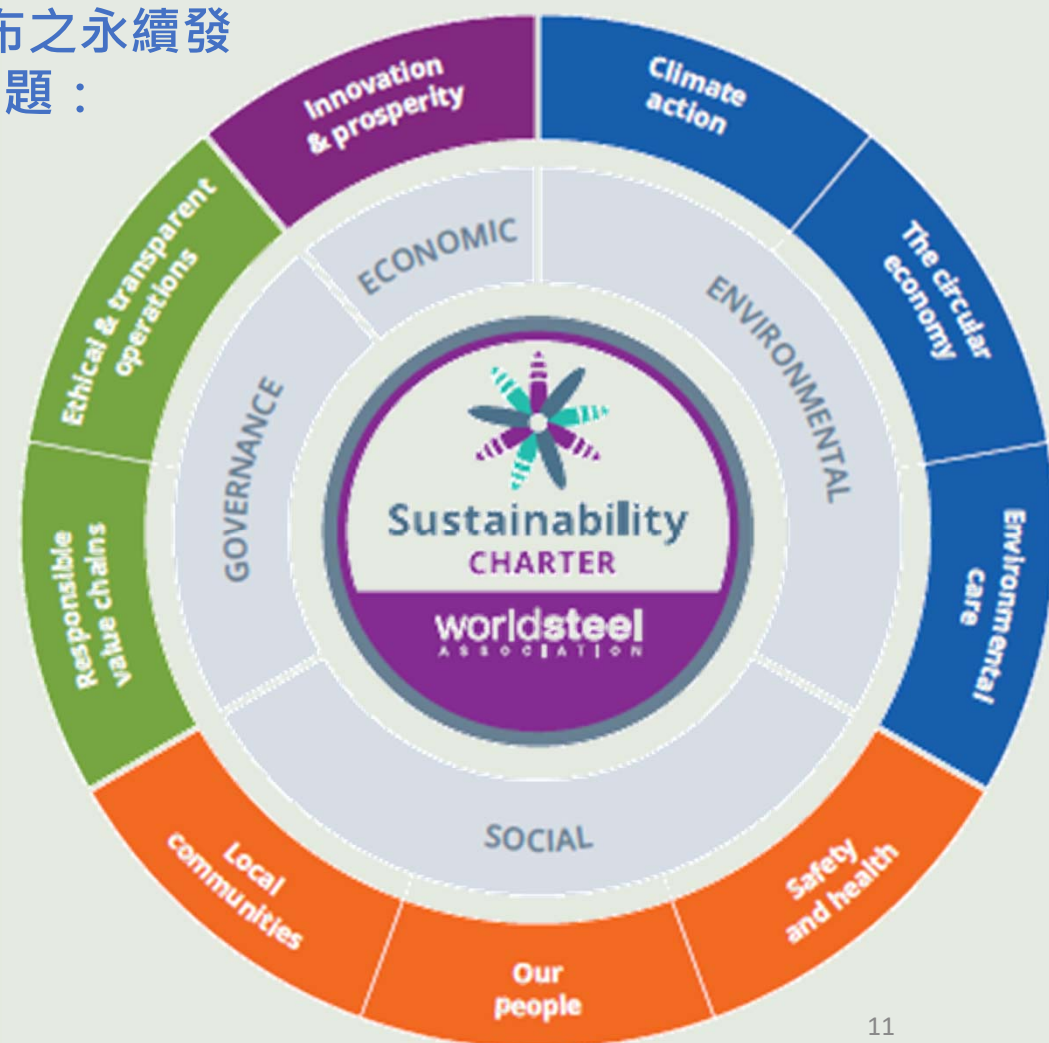 布之永續發
題：
Innovation
& prosperity
Climate
action
The circular
economy
Environmental
care
Safety
and health
Our
people
Local
communities
Responsible
value chains
Ethical & transparent
operations
ECONOMIC
ENVIRONMENTAL
SOCIAL
GOVERNANCE
Sustainability
CHARTER
worldsteel
ASSOCIATION
11